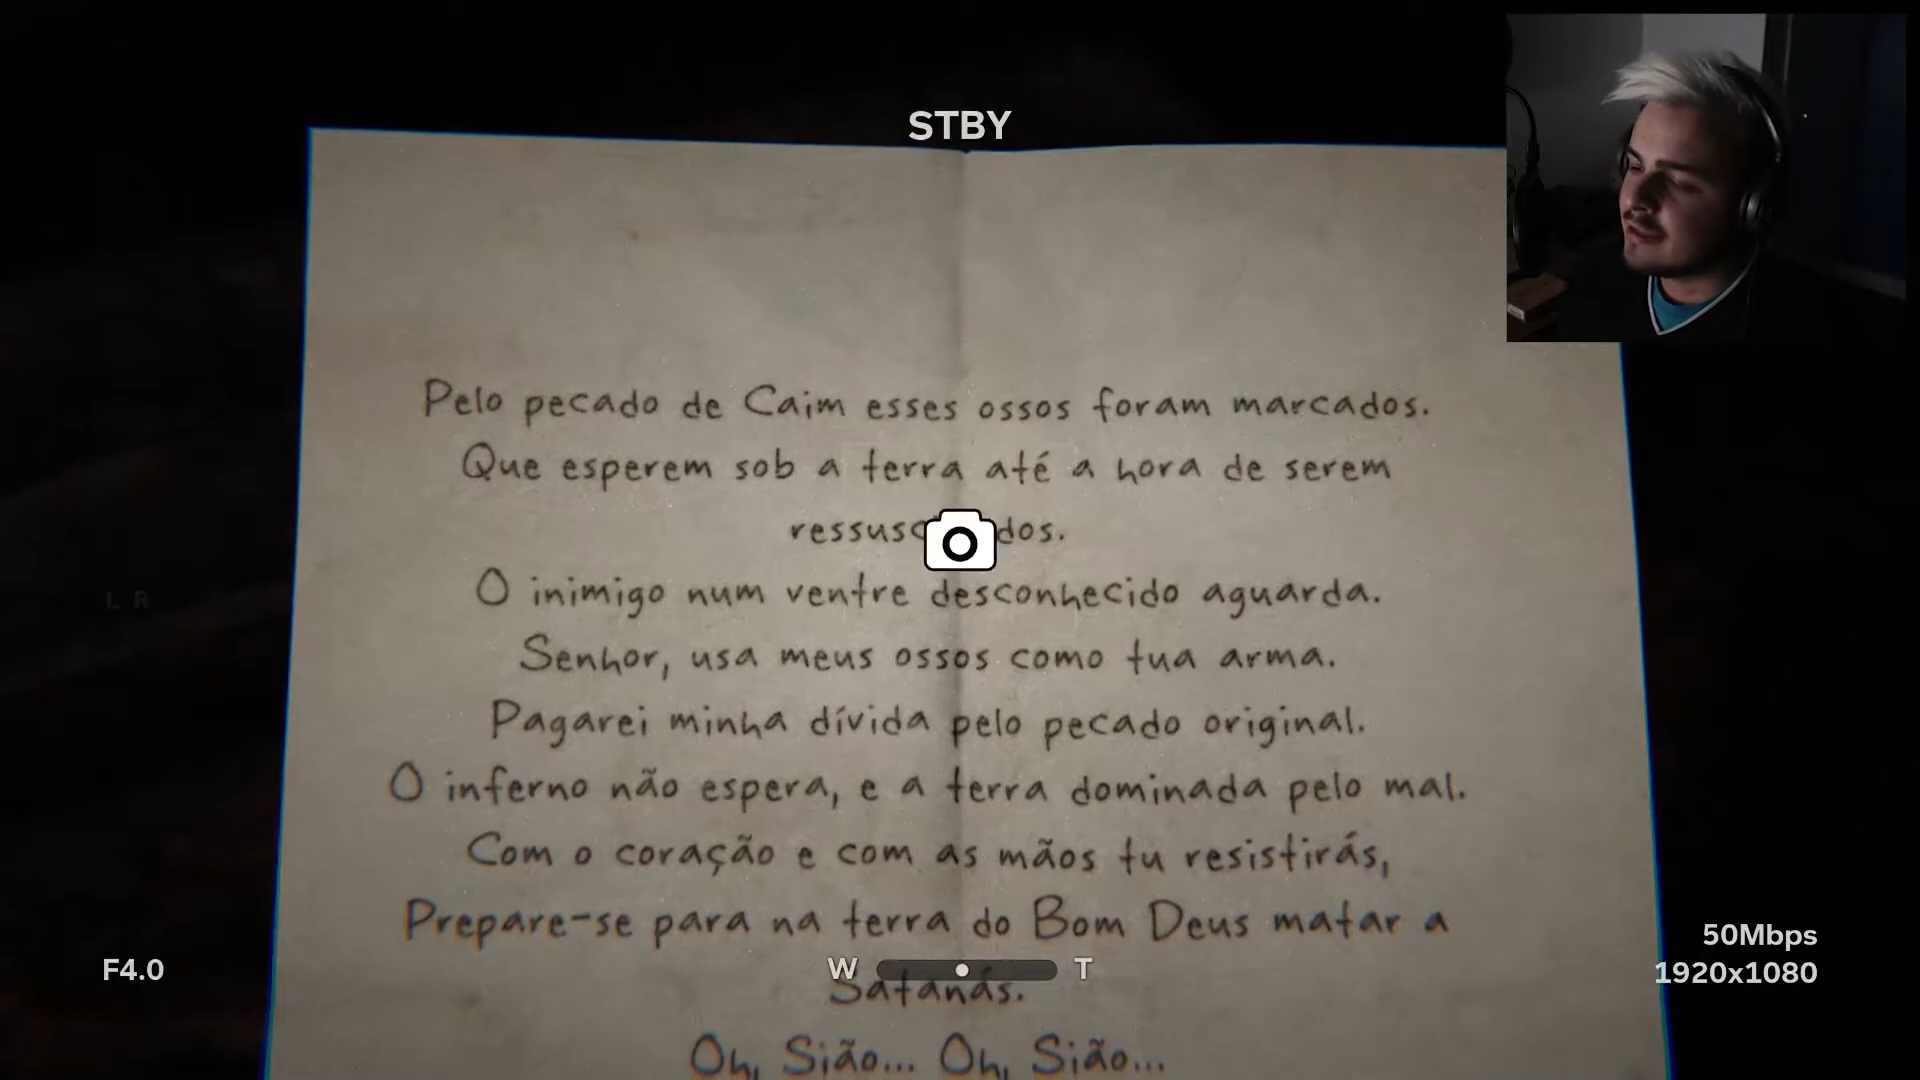 STBY
Pelo pecado de Caim esses ossos foram marcados.
Que esperem sob a terra até a hora de serem
O inimigo num ventre desconhecido aguarda.
Senhor, usa meus ossos como tua arma.
Pagarei minha dívida pelo pecado original.
O inferno não espera, e a terra dominada pelo mal.
Com o coração e com as mãos tu resistirás,
Prepare-se para na terra do Bom Deus matar a
Satanás.
Oh, Sião... Oh, Sião...
L R
F4.0
W T
50Mbps
1920x1080